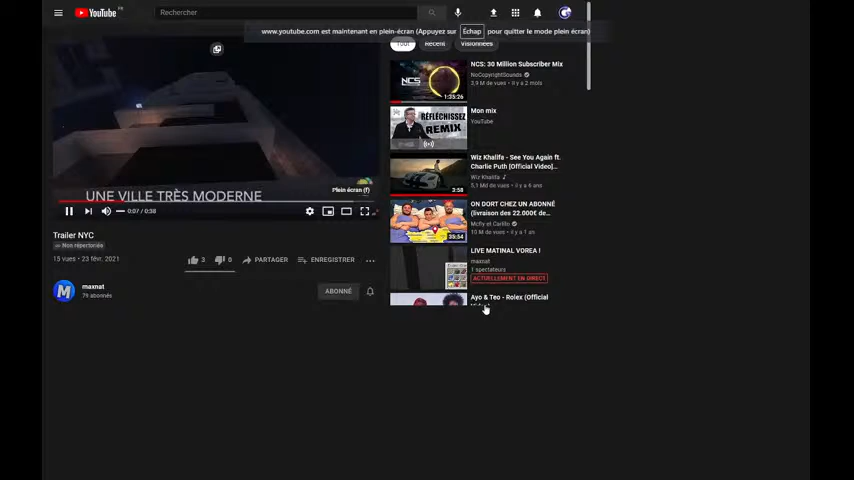 YouTube FR
Rechercher
www.youtube.com est maintenant en plein-écran (Appuyez sur Échap pour quitter le mode plein écran)
Tout Récent Visionnées
UNE VILLE TRÈS MODERNE
Plein écran (f)
0:07 / 0:38
Trailer NYC
Non répertoriée
15 vues • 23 févr. 2021
3 0 PARTAGER ENREGISTRER ...
maxnat
79 abonnés
ABONNÉ
NCS
1:35:26
NCS: 30 Million Subscriber Mix
NoCopyrightSounds
3,9 M de vues • il y a 2 mois
RÉFLÉCHISSEZ
REMIX
Mon mix
YouTube
3:58
Wiz Khalifa - See You Again ft.
Charlie Puth [Official Video]...
Wiz Khalifa
5,1 Md de vues • il y a 6 ans
35:54
ON DORT CHEZ UN ABONNÉ
(livraison des 22.000€ de...
Mcfly et Carlito
10 M de vues • il y a 1 an
LIVE MATINAL VOREA !
maxnat
1 spectateurs
ACTUELLEMENT EN DIRECT
Ayo & Teo - Rolex (Official